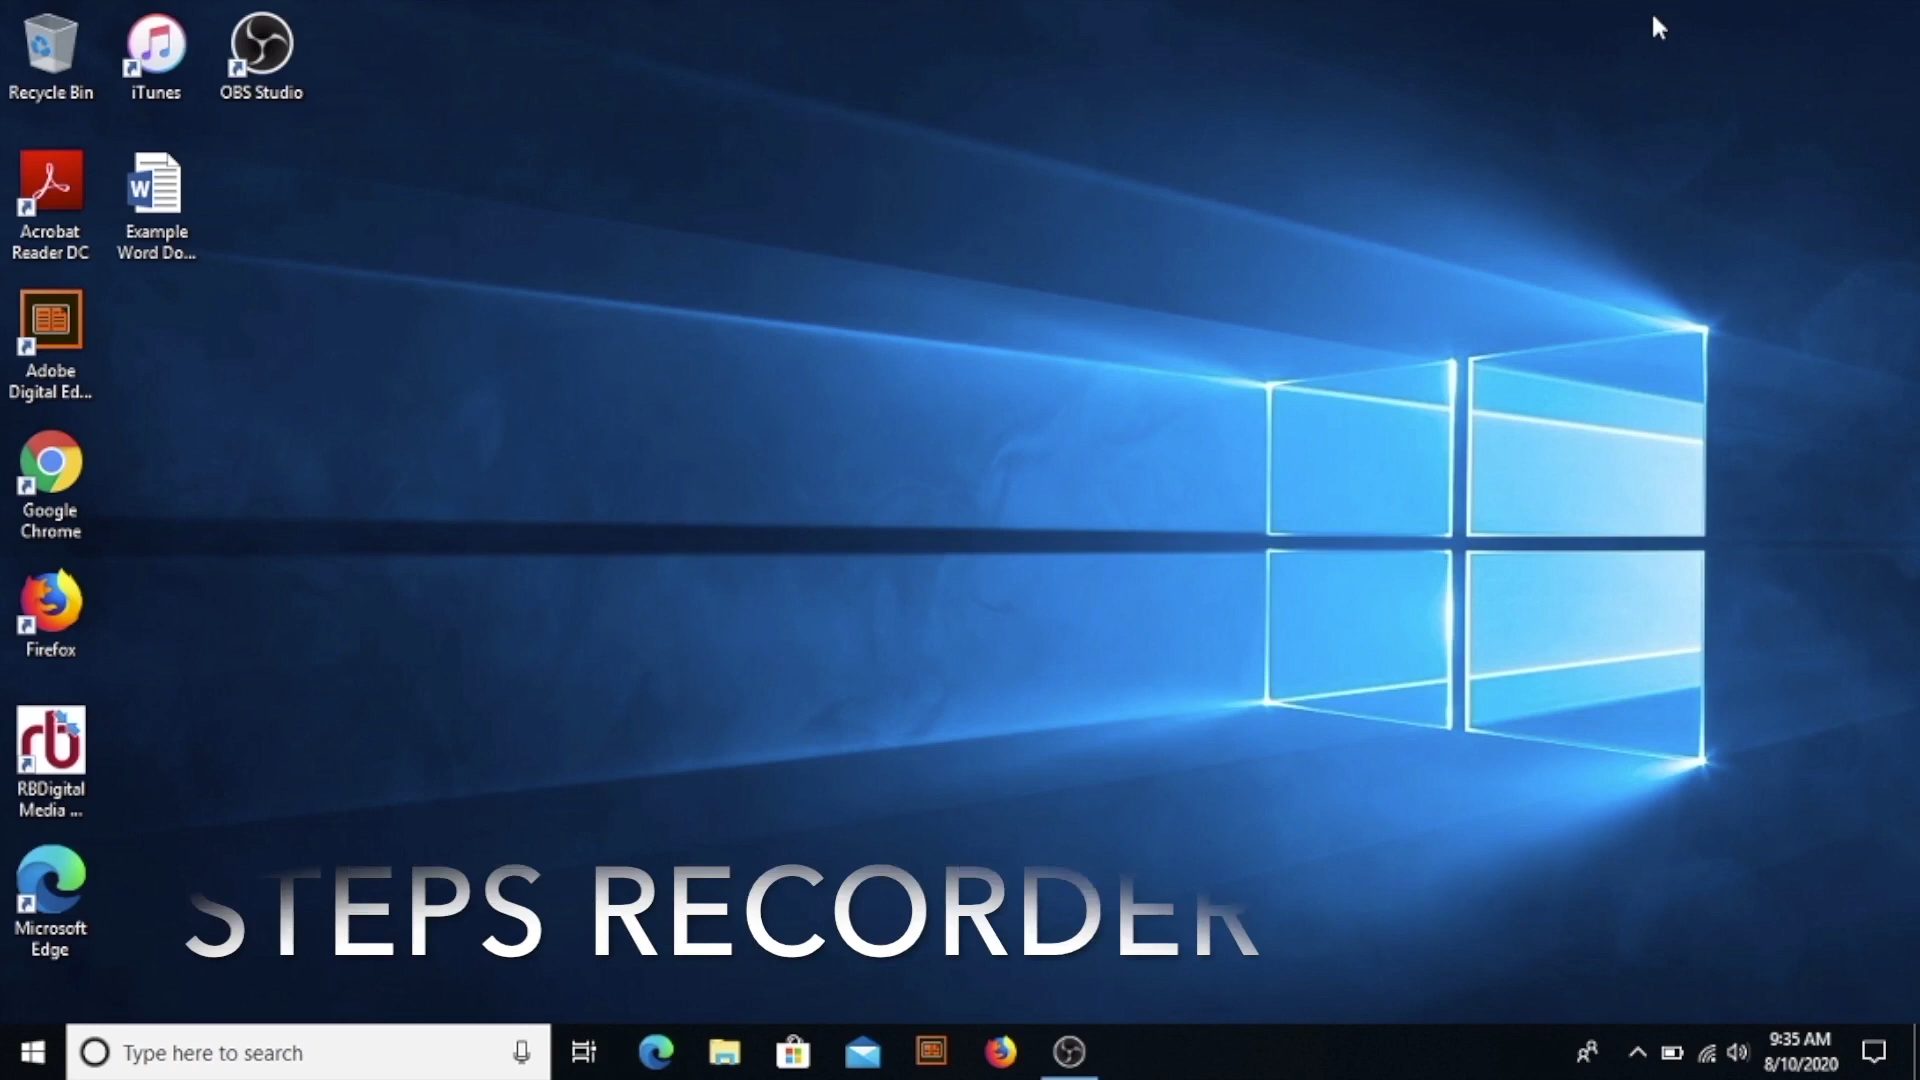 Recycle Bin
iTunes
OBS Studio
Acrobat
Reader DC
W
Example
Word Do...
Adobe
Digital Ed...
Google
Chrome
Firefox
rb
RBDigital
Media ...
Microsoft
Edge
STEPS RECORDER
Type here to search
9:35 AM
8/10/2020